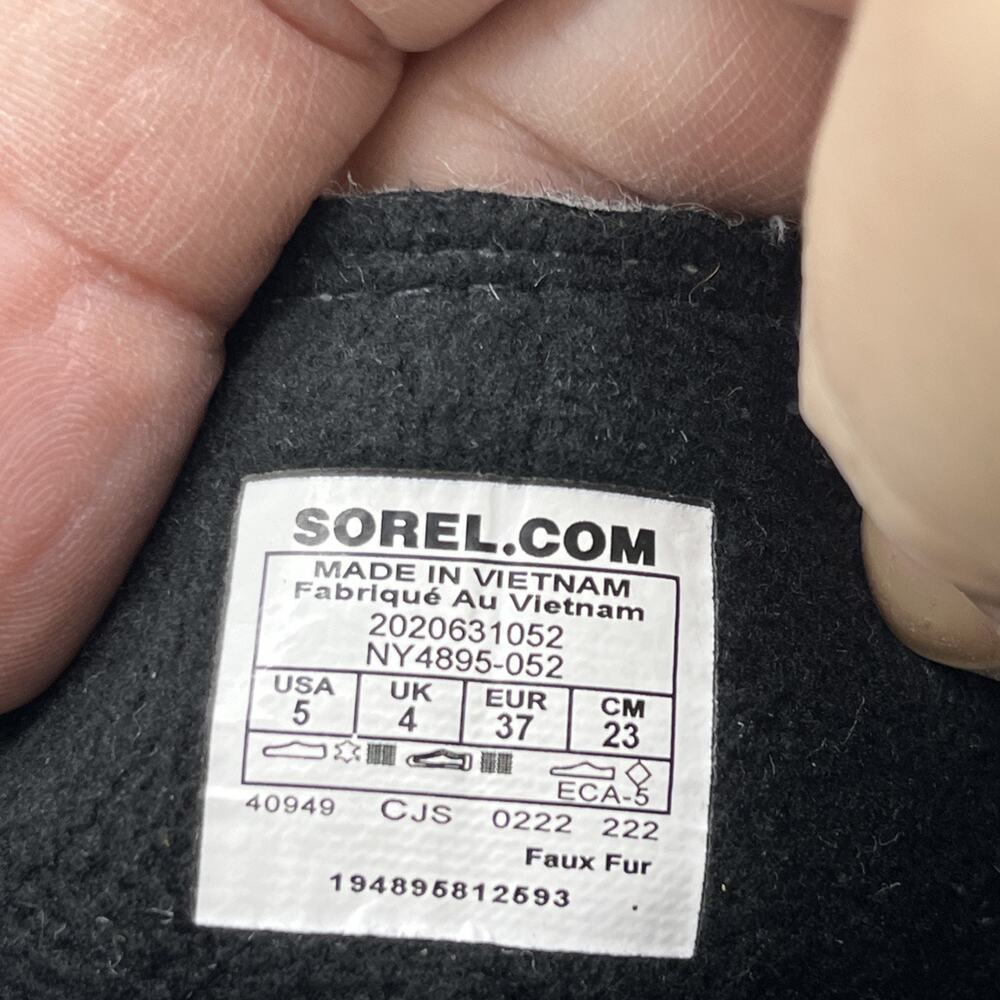 SOREL.COM
MADE IN VIETNAM
Fabriqué Au Vietnam
2020631052
NY4895-052
USA UK EUR CM
5 4 37 23
ECA-5
40949 CJS 0222 222
Faux Fur
194895812593